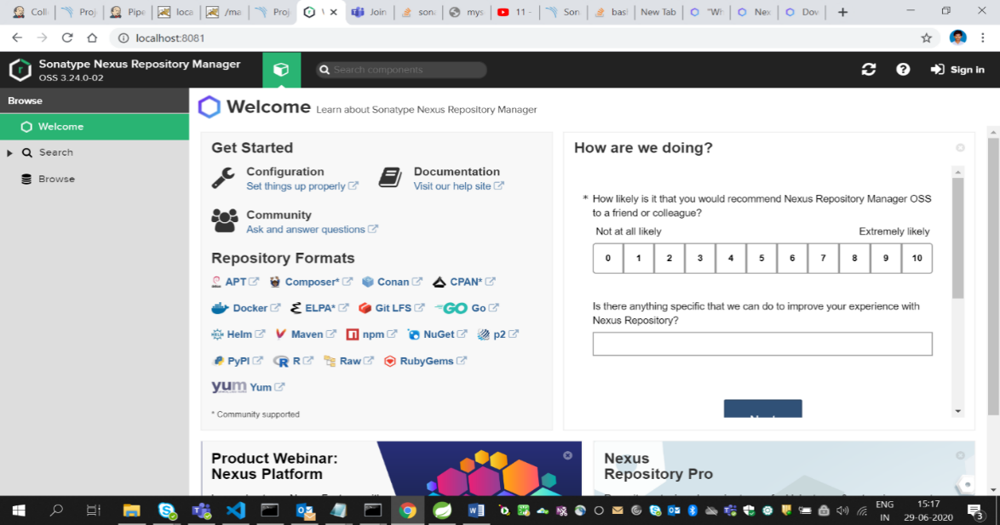 Coll
Proj
Pipe
loca
/ma
Proj
Join
son
mys
11 -
Son
bas
New Tab
"Wh
Nex
Dov
localhost:8081
Sonatype Nexus Repository Manager
OSS 3.24.0-02
Search components
Sign in
Browse
Welcome
Search
Browse
Welcome Learn about Sonatype Nexus Repository Manager
Get Started
Configuration
Set things up properly
Documentation
Visit our help site
Community
Ask and answer questions
Repository Formats
APT Composer* Conan CPAN*
Docker ELPA* Git LFS GO Go
Helm Maven npm NuGet p2
PyPI R Raw RubyGems
yum Yum
* Community supported
How are we doing?
* How likely is it that you would recommend Nexus Repository Manager OSS
to a friend or colleague?
Not at all likely Extremely likely
0 1 2 3 4 5 6 7 8 9 10
Is there anything specific that we can do to improve your experience with
Nexus Repository?
Product Webinar:
Nexus Platform
Nexus
Repository Pro
ENG
IN
15:17
29-06-2020
3